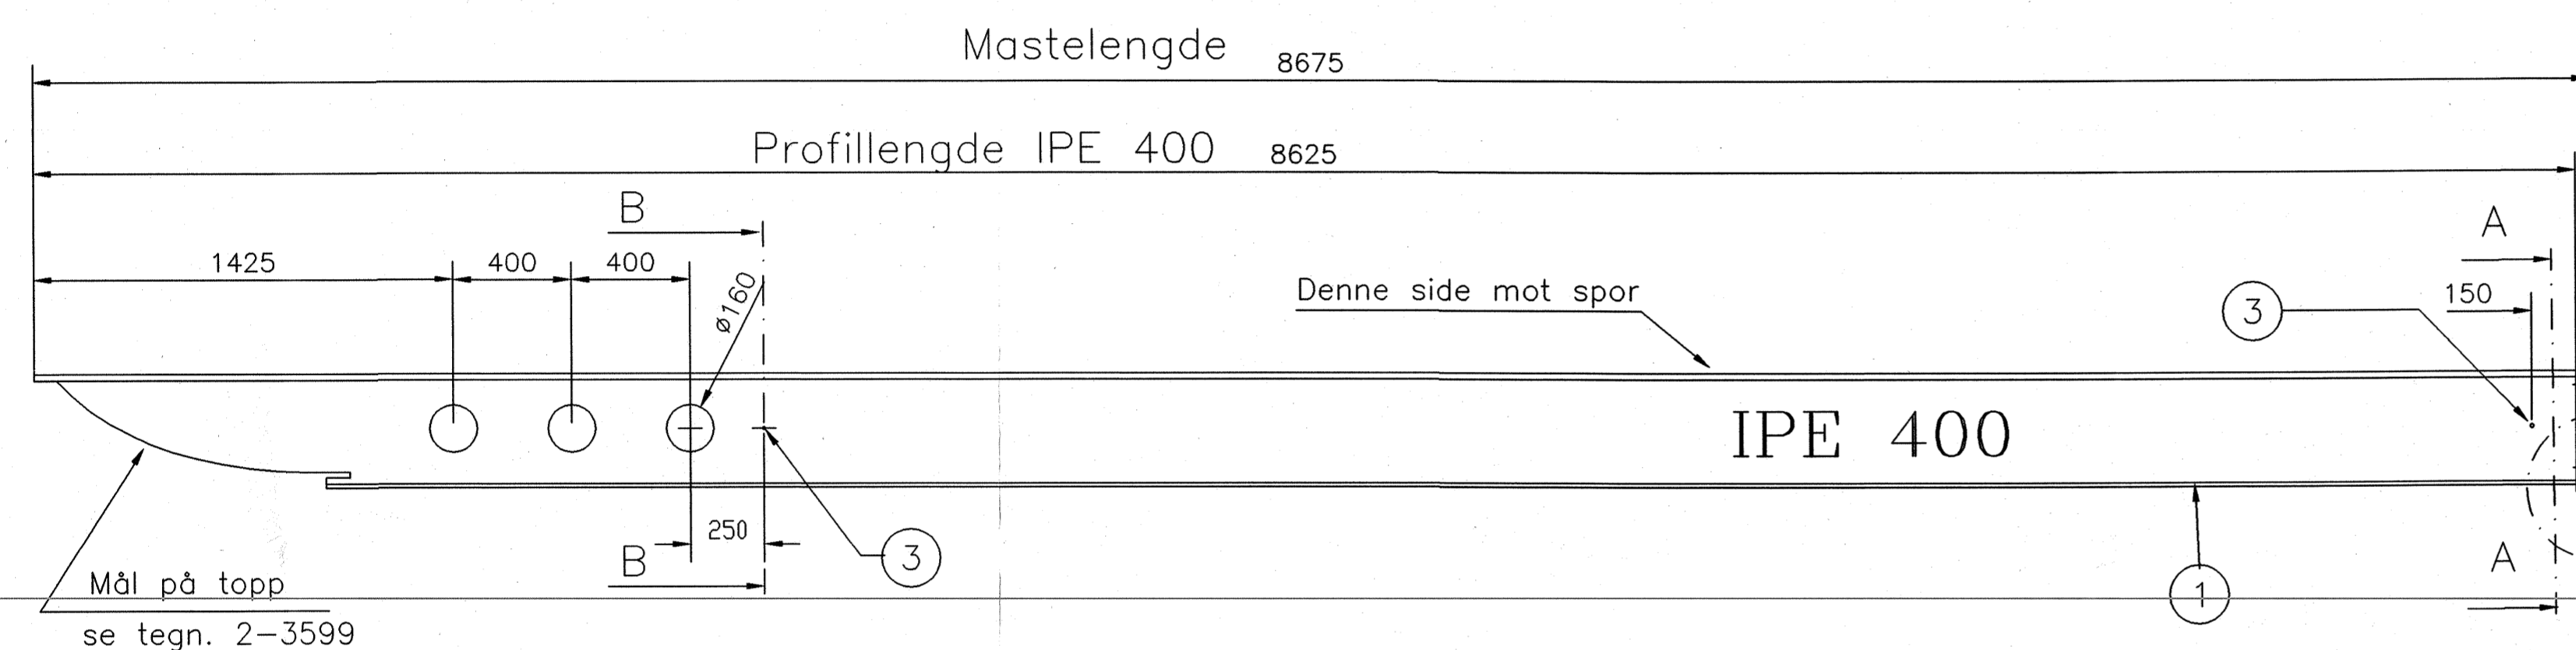 Mastelengde 8675
Profillengde IPE 400 8625
B
A
1425
400
400
ø160
Denne side mot spor
3
150
IPE 400
250
B
3
A
1
Mål på topp
se tegn. 2-3599